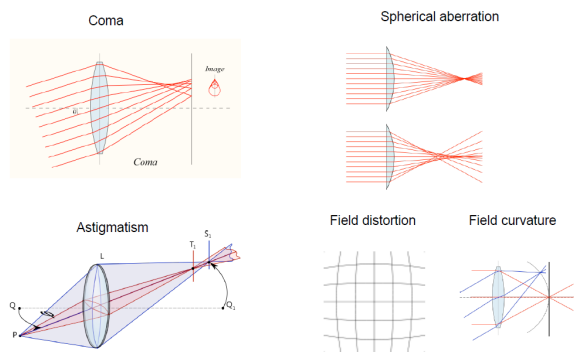 Coma
Spherical aberration
Image
Coma
Astigmatism
Field distortion
Field curvature
L
T₁
S₁
Q
Q₁
P